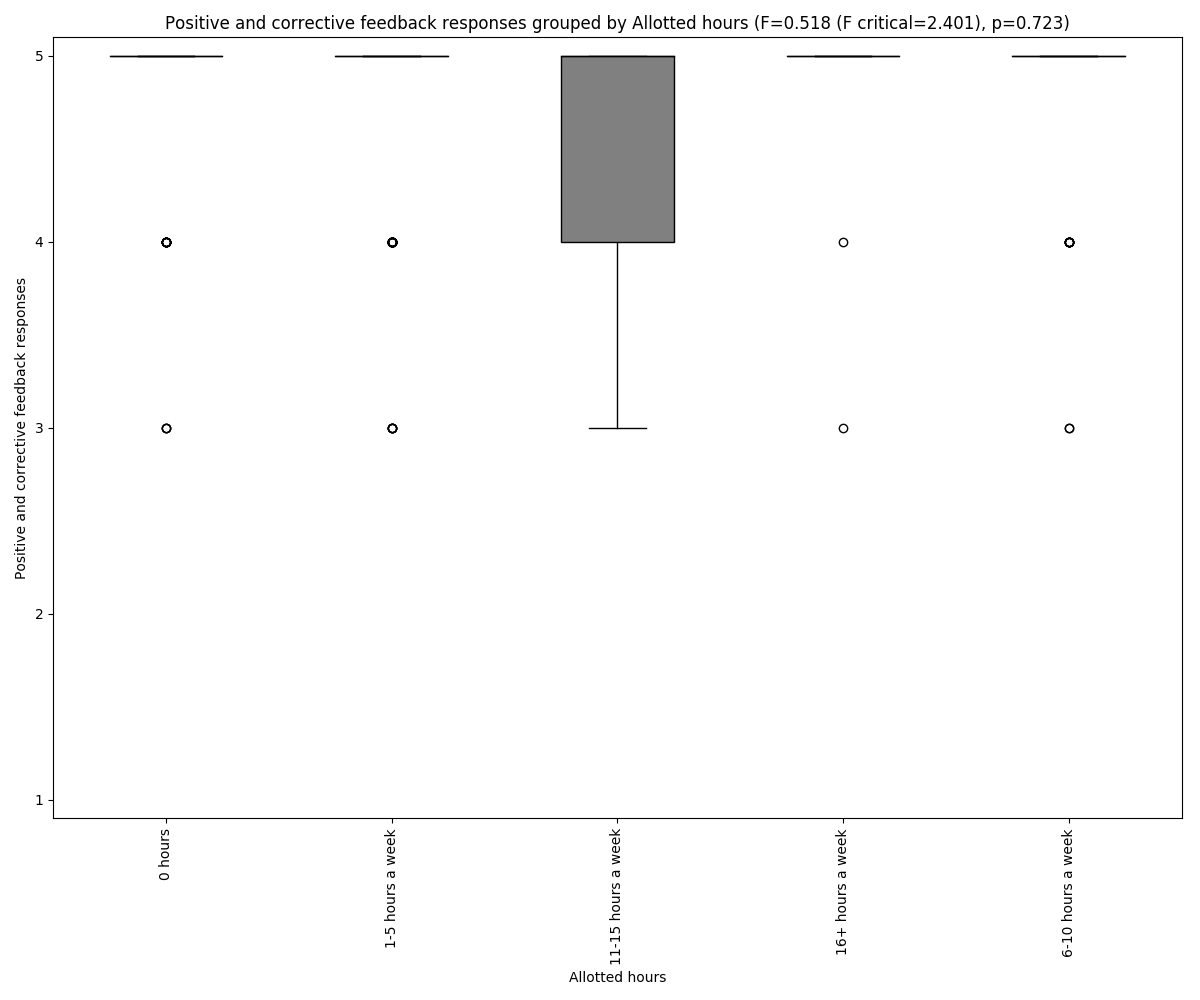 Positive and corrective feedback responses grouped by Allotted hours (F=0.518 (F critical=2.401), p=0.723)
Positive and corrective feedback responses
5
4
3
2
1
0 hours
1-5 hours a week
11-15 hours a week
16+ hours a week
6-10 hours a week
Allotted hours